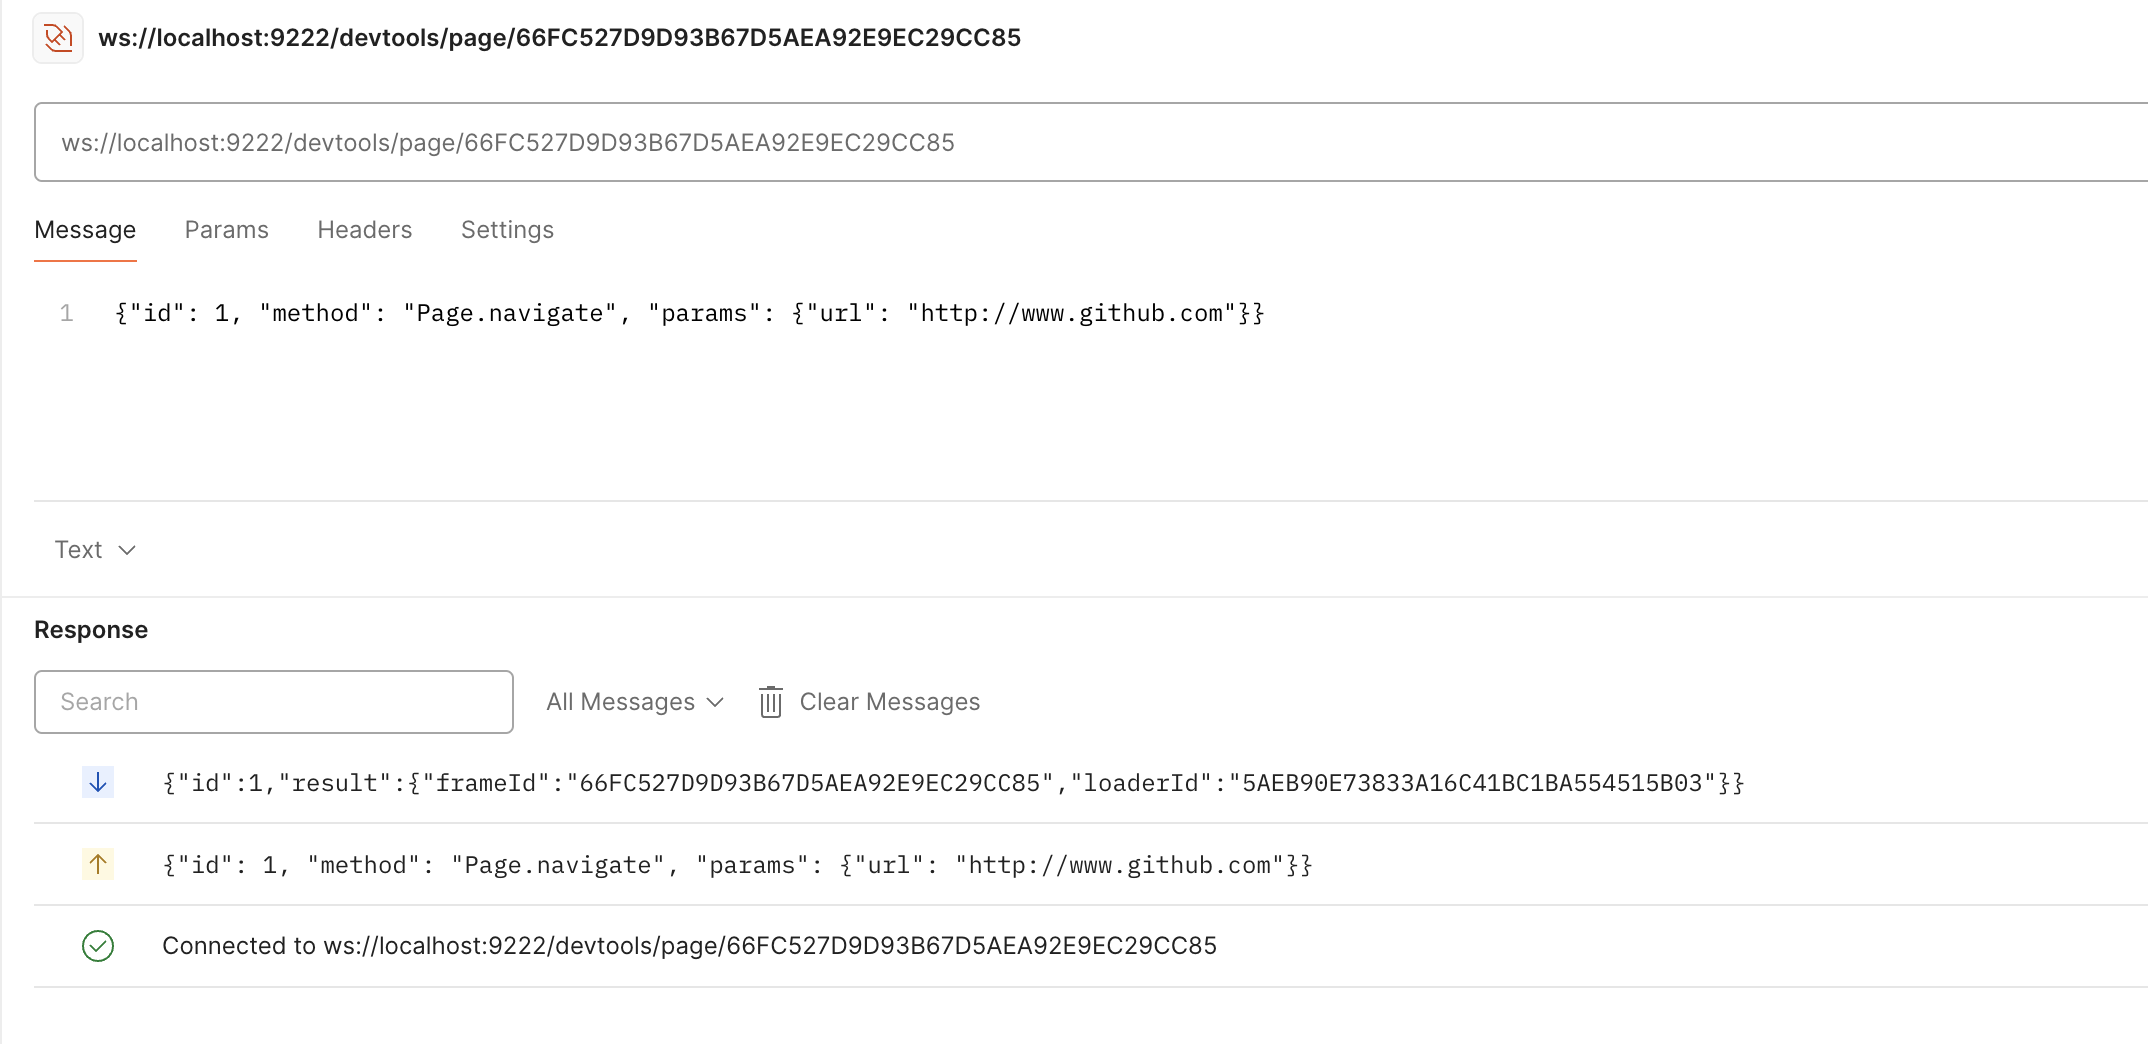 ws://localhost:9222/devtools/page/66FC527D9D93B67D5AEA92E9EC29CC85
ws://localhost:9222/devtools/page/66FC527D9D93B67D5AEA92E9EC29CC85
Message Params Headers Settings
1 {"id": 1, "method": "Page.navigate", "params": {"url": "http://www.github.com"}}
Text
Response
Search All Messages Clear Messages
{"id":1,"result":{"frameId":"66FC527D9D93B67D5AEA92E9EC29CC85","loaderId":"5AEB90E73833A16C41BC1BA554515B03"}}
{"id": 1, "method": "Page.navigate", "params": {"url": "http://www.github.com"}}
Connected to ws://localhost:9222/devtools/page/66FC527D9D93B67D5AEA92E9EC29CC85